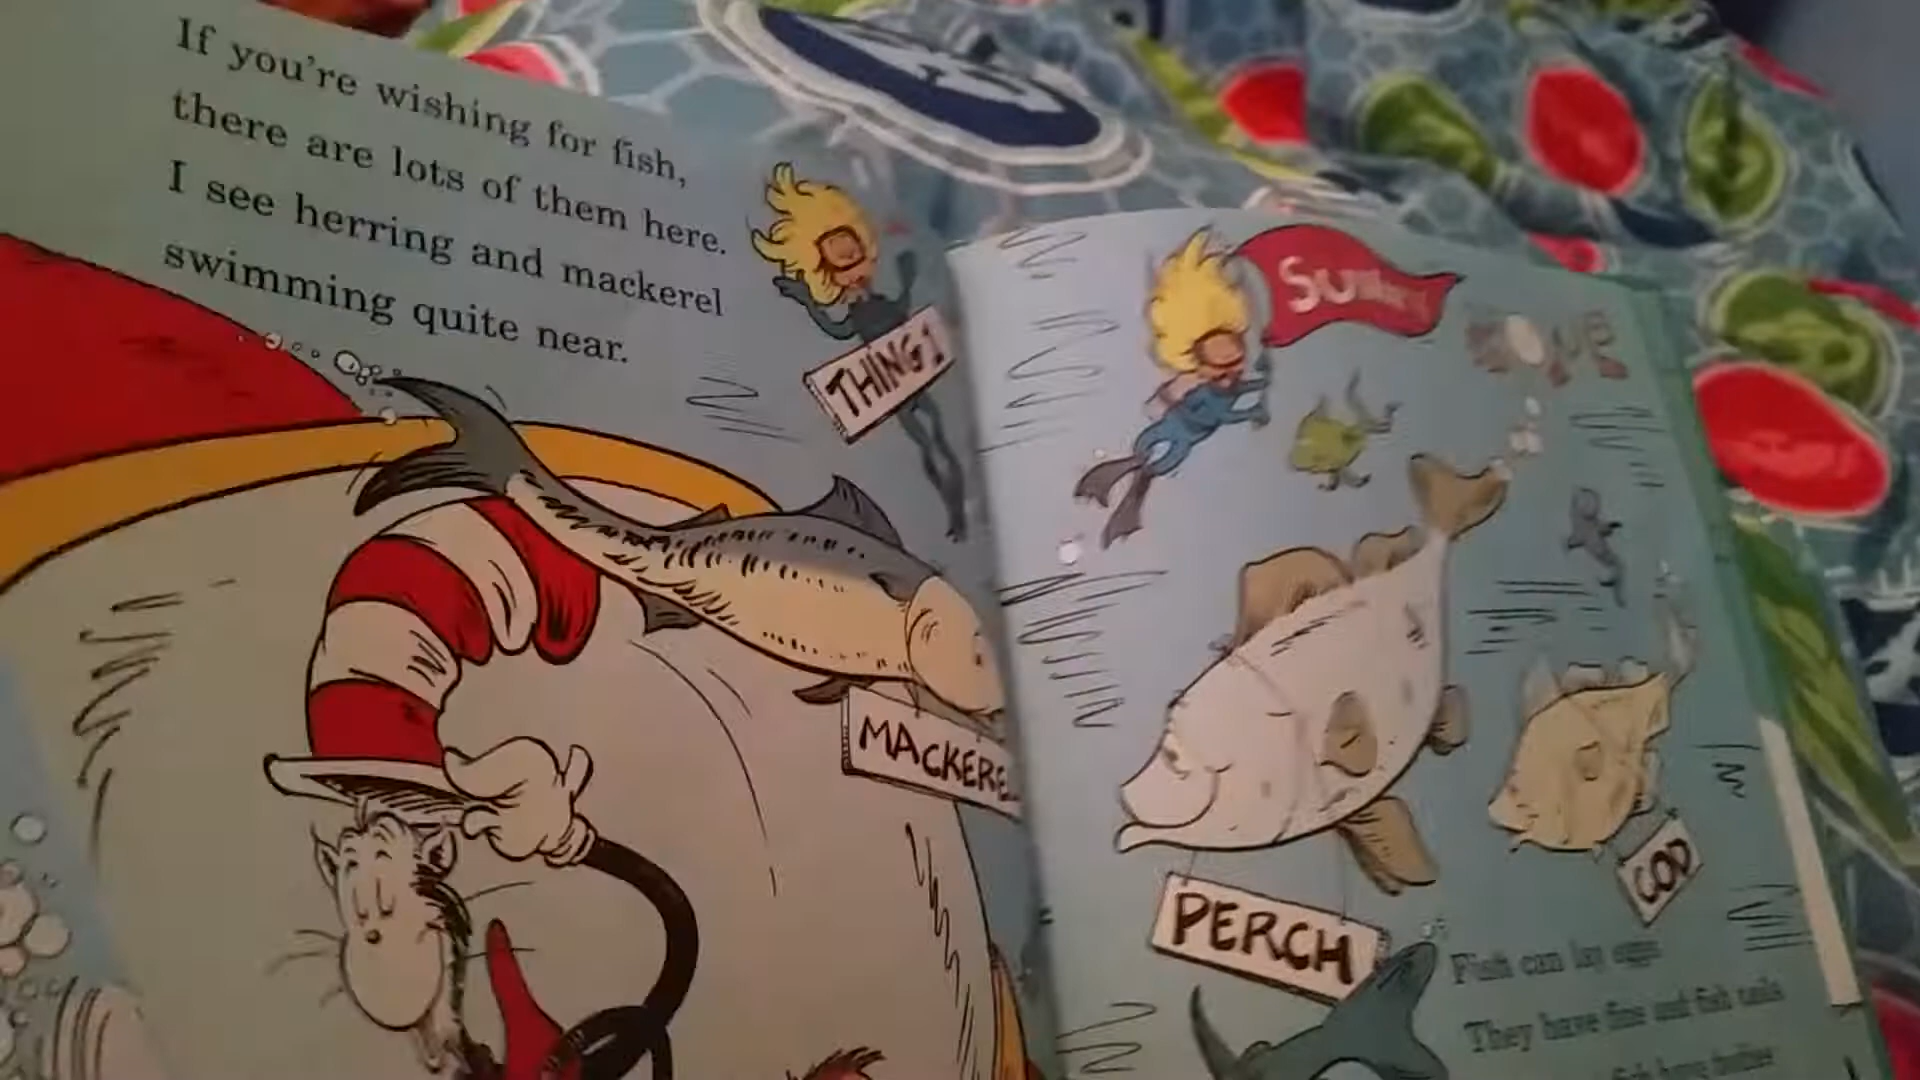 If you're wishing for fish,
there are lots of them here.
I see herring and mackerel
swimming quite near.
THING 1
MACKERE
PERCH
COD
Fish can lay eggs
They have fins and fish tails